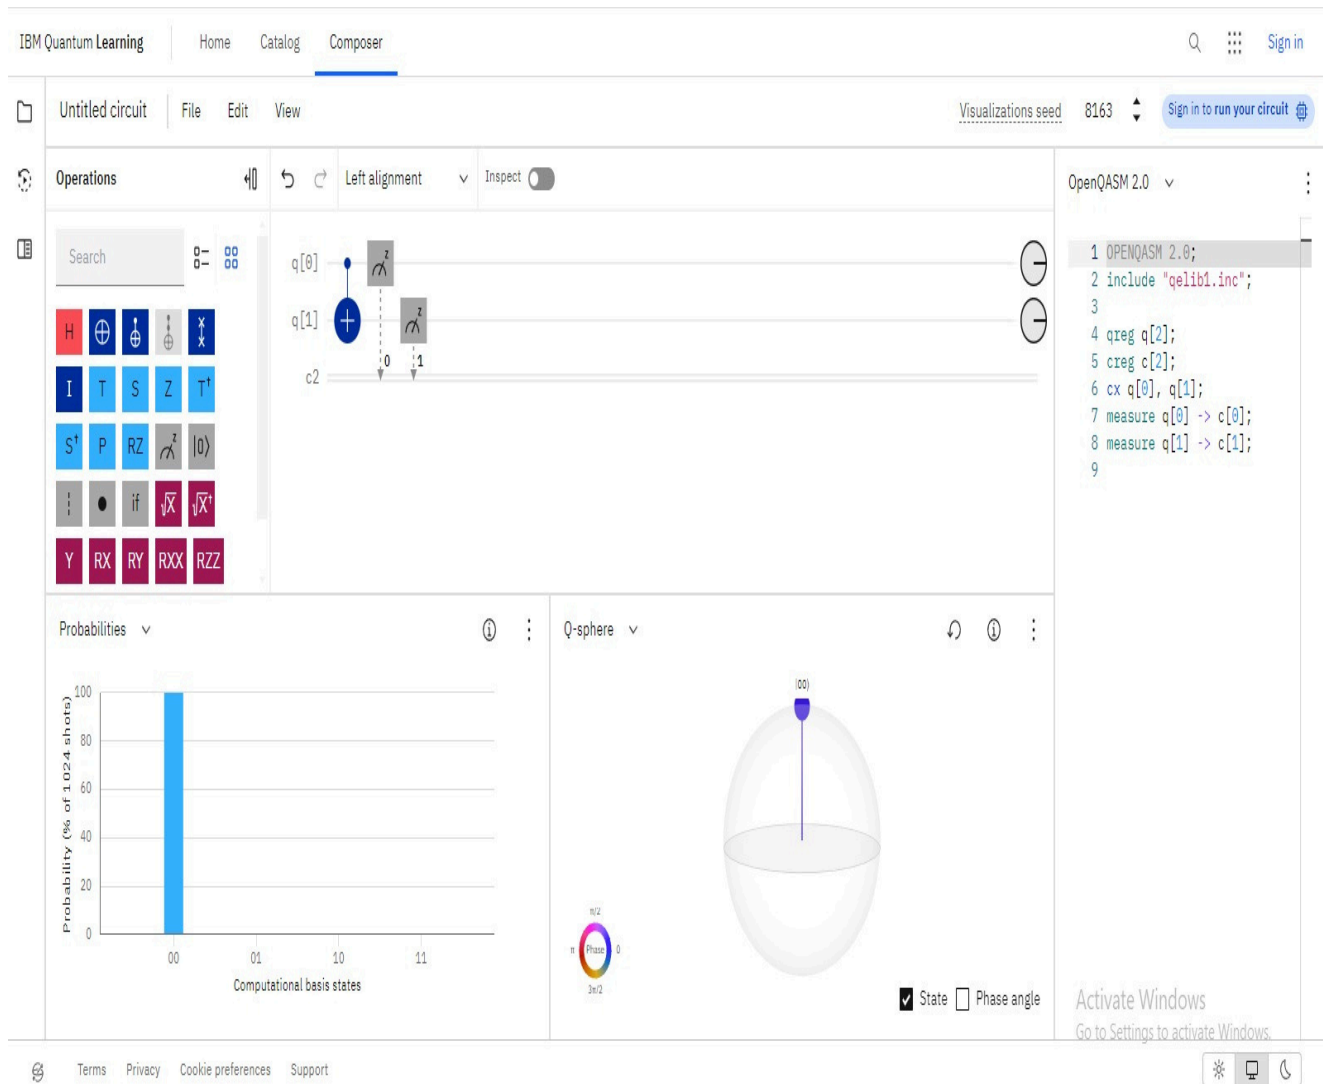 IBM Quantum Learning Home Catalog Composer Sign in
Untitled circuit File Edit View Visualizations seed 8163 Sign in to run your circuit
Operations Left alignment Inspect OpenQASM 2.0
Search
H
I T S Z T†
S† P RZ z |0⟩
if √X √X†
Y RX RY RXX RZZ
q[0] z
q[1] z
0 1
c2
1 OPENQASM 2.0;
2 include "qelib1.inc";
3
4 qreg q[2];
5 creg c[2];
6 cx q[0], q[1];
7 measure q[0] -> c[0];
8 measure q[1] -> c[1];
9
Probabilities
Probability (% of 1024 shots)
100
80
60
40
20
0
00 01 10 11
Computational basis states
Q-sphere
|00⟩
π/2
π Phase 0
3π/2
State Phase angle
Activate Windows
Go to Settings to activate Windows.
Terms Privacy Cookie preferences Support